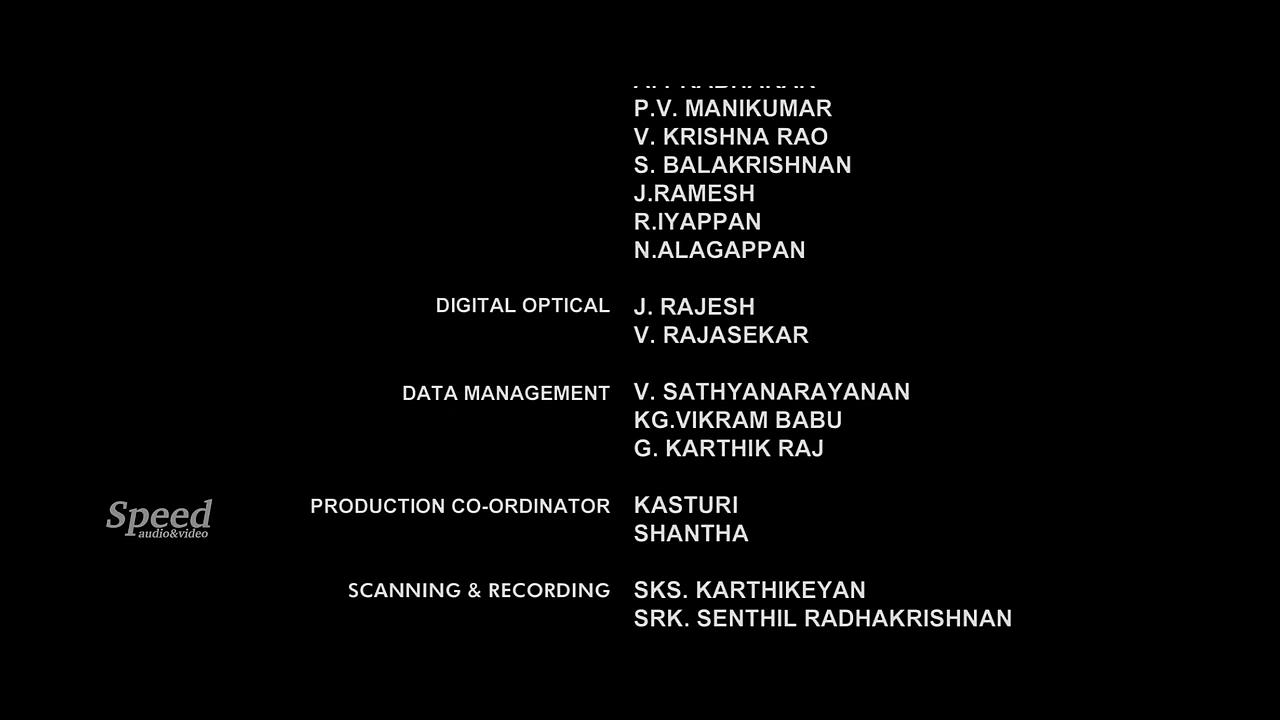 P.V. MANIKUMAR
V. KRISHNA RAO
S. BALAKRISHNAN
J.RAMESH
R.IYAPPAN
N.ALAGAPPAN
DIGITAL OPTICAL J. RAJESH
V. RAJASEKAR
DATA MANAGEMENT V. SATHYANARAYANAN
KG.VIKRAM BABU
G. KARTHIK RAJ
PRODUCTION CO-ORDINATOR KASTURI
SHANTHA
Speed
audio&video
SCANNING & RECORDING SKS. KARTHIKEYAN
SRK. SENTHIL RADHAKRISHNAN